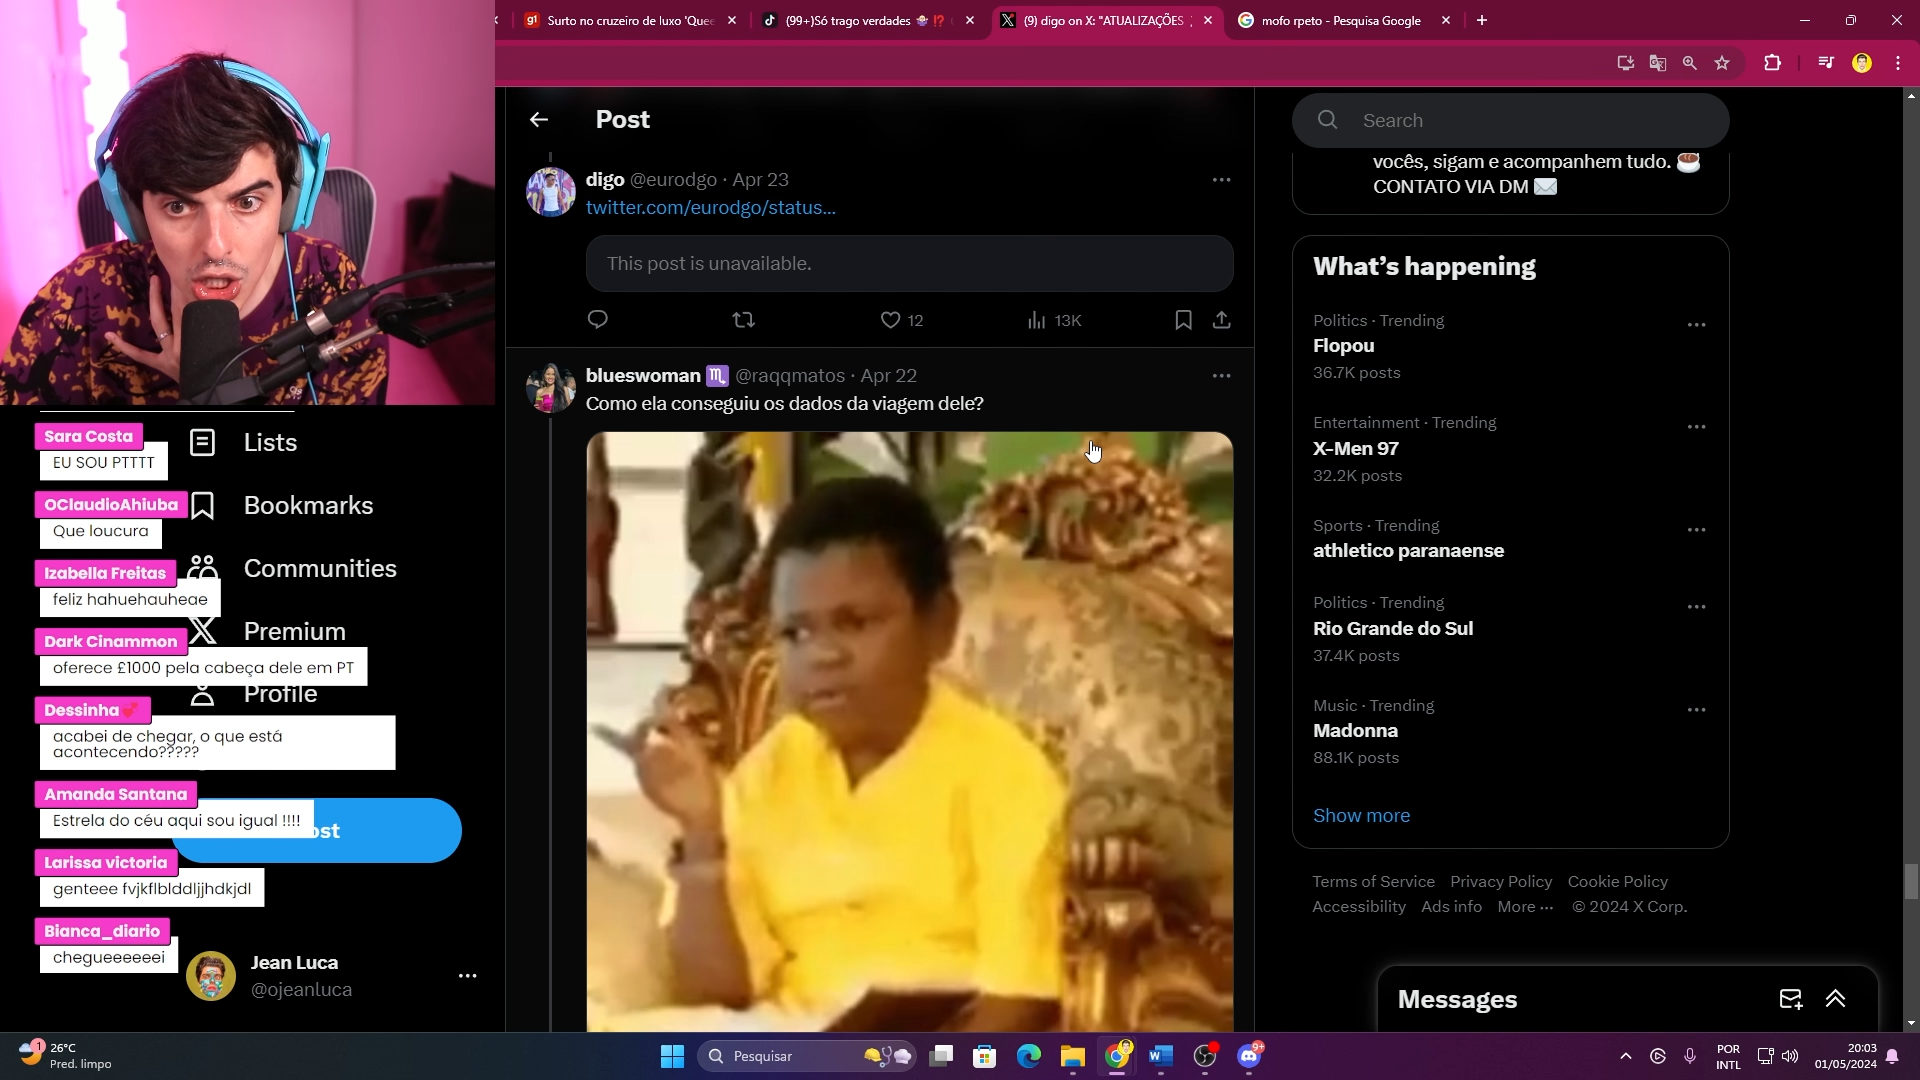 Surto no cruzeiro de luxo 'Quee
(99+)Só trago verdades
(9) digo on X: "ATUALIZAÇÕES
mofo rpeto - Pesquisa Google
Post
digo @eurodgo · Apr 23
twitter.com/eurodgo/status...
This post is unavailable.
12
13K
blueswoman ♏ @raqqmatos · Apr 22
Como ela conseguiu os dados da viagem dele?
Search
vocês, sigam e acompanhem tudo. ☕
CONTATO VIA DM ✉️
What's happening
Politics · Trending
Flopou
36.7K posts
Entertainment · Trending
X-Men 97
32.2K posts
Sports · Trending
athletico paranaense
Politics · Trending
Rio Grande do Sul
37.4K posts
Music · Trending
Madonna
88.1K posts
Show more
Terms of Service Privacy Policy Cookie Policy
Accessibility Ads info More ··· © 2024 X Corp.
Messages
Lists
Bookmarks
Communities
Premium
Profile
Sara Costa
EU SOU PTTTT
OClaudioAhiuba
Que loucura
Izabella Freitas
feliz hahuehauheae
Dark Cinammon
oferece £1000 pela cabeça dele em PT
Dessinha💕
acabei de chegar, o que está
acontecendo?????
Amanda Santana
Estrela do céu aqui sou igual !!!!
Larissa victoria
genteee fvjkflblddljjhdkjdl
Bianca_diario
chegueeeeeei
Jean Luca
@ojeanluca
26°C
Pred. limpo
Pesquisar
9+
POR
INTL
20:03
01/05/2024